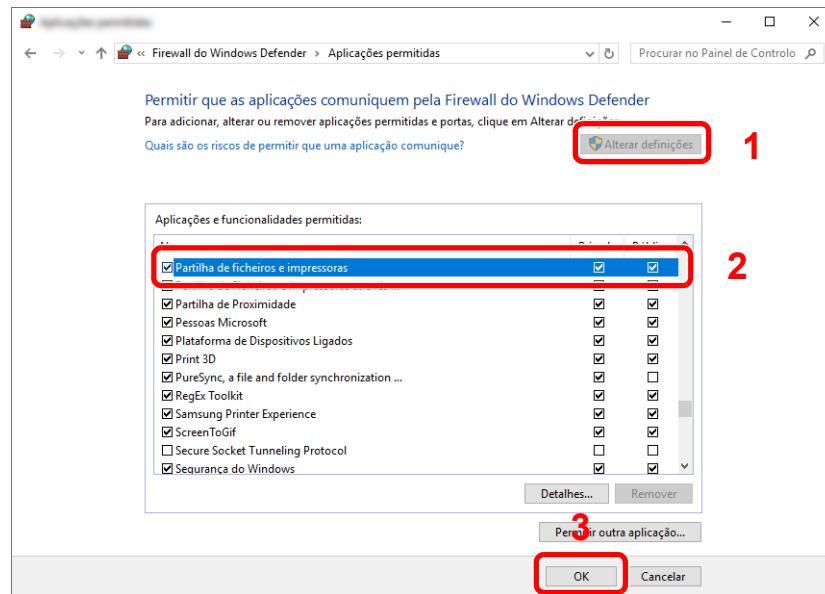 « Firewall do Windows Defender › Aplicações permitidas
Procurar no Painel de Controlo
Permitir que as aplicações comuniquem pela Firewall do Windows Defender
Para adicionar, alterar ou remover aplicações permitidas e portas, clique em Alterar definições.
Quais são os riscos de permitir que uma aplicação comunique?
Alterar definições
1
Aplicações e funcionalidades permitidas:
Partilha de ficheiros e impressoras
2
Partilha de Proximidade
Pessoas Microsoft
Plataforma de Dispositivos Ligados
Print 3D
PureSync, a file and folder synchronization ...
RegEx Toolkit
Samsung Printer Experience
ScreenToGif
Secure Socket Tunneling Protocol
Segurança do Windows
Detalhes... Remover
3
Permitir outra aplicação...
OK Cancelar